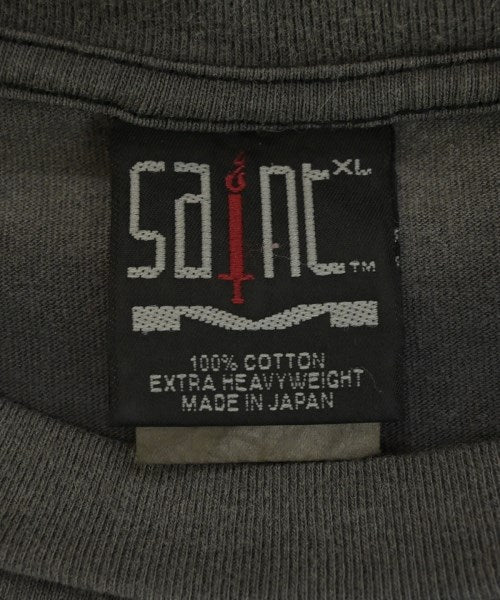 saint XL
TM
100% COTTON
EXTRA HEAVYWEIGHT
MADE IN JAPAN